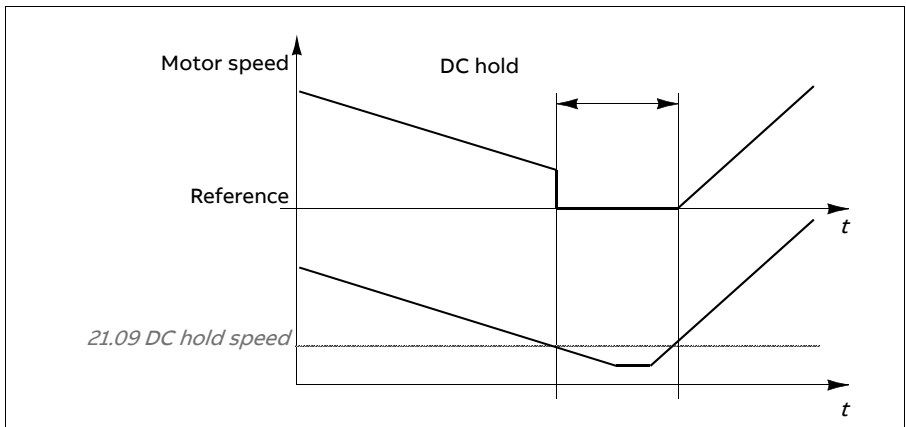 Motor speed
DC hold
Reference
t
21.09 DC hold speed
t